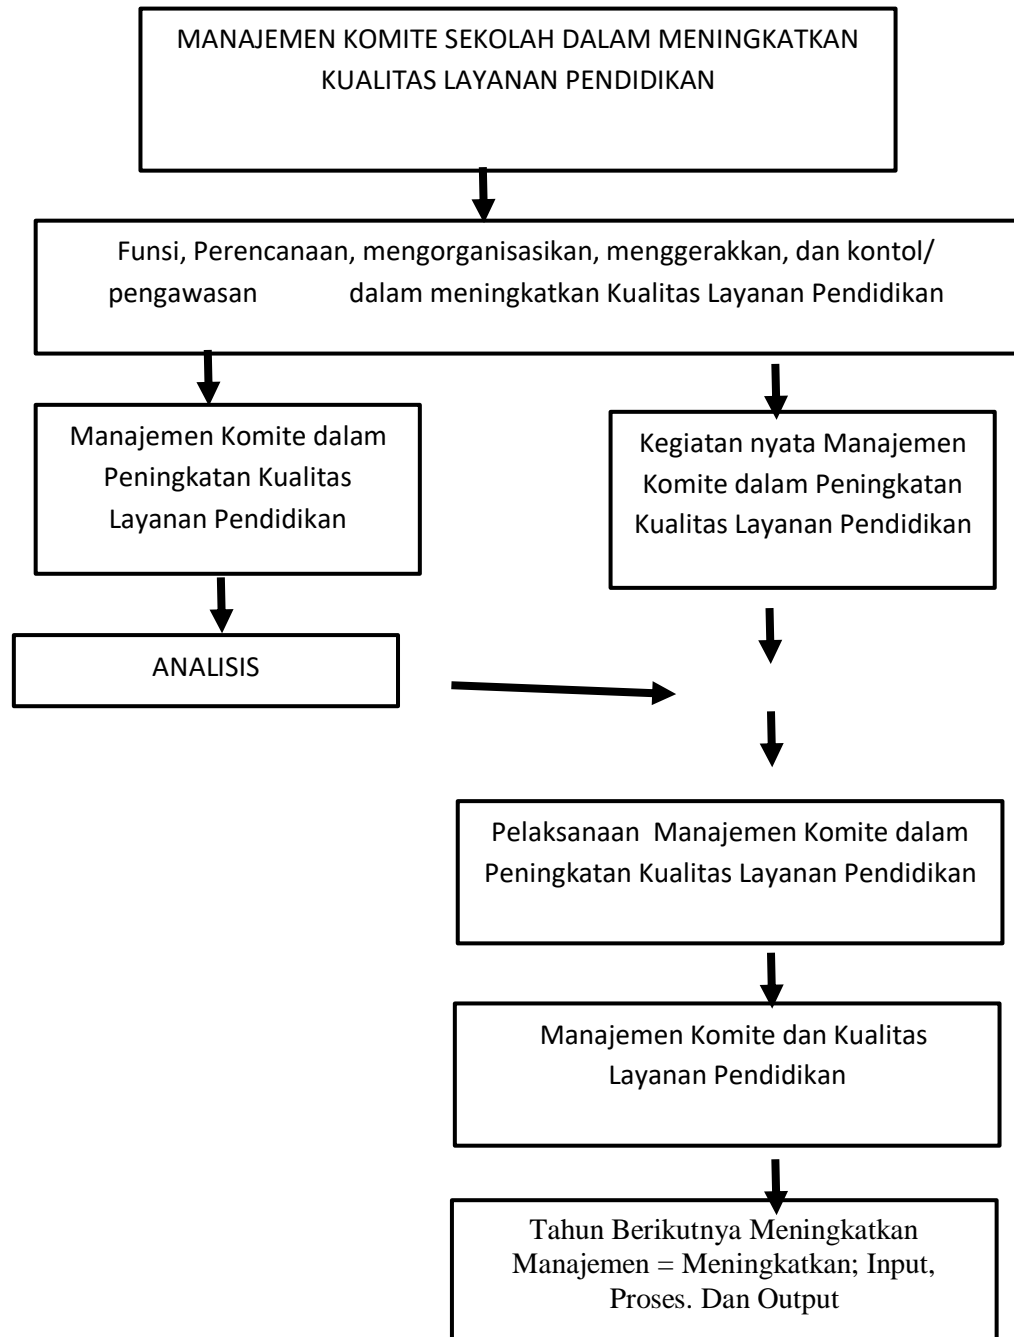 MANAJEMEN KOMITE SEKOLAH DALAM MENINGKATKAN
KUALITAS LAYANAN PENDIDIKAN
Funsi, Perencanaan, mengorganisasikan, menggerakkan, dan kontol/
pengawasan dalam meningkatkan Kualitas Layanan Pendidikan
Manajemen Komite dalam
Peningkatan Kualitas
Layanan Pendidikan
Kegiatan nyata Manajemen
Komite dalam Peningkatan
Kualitas Layanan Pendidikan
ANALISIS
Pelaksanaan Manajemen Komite dalam
Peningkatan Kualitas Layanan Pendidikan
Manajemen Komite dan Kualitas
Layanan Pendidikan
Tahun Berikutnya Meningkatkan
Manajemen = Meningkatkan; Input,
Proses. Dan Output